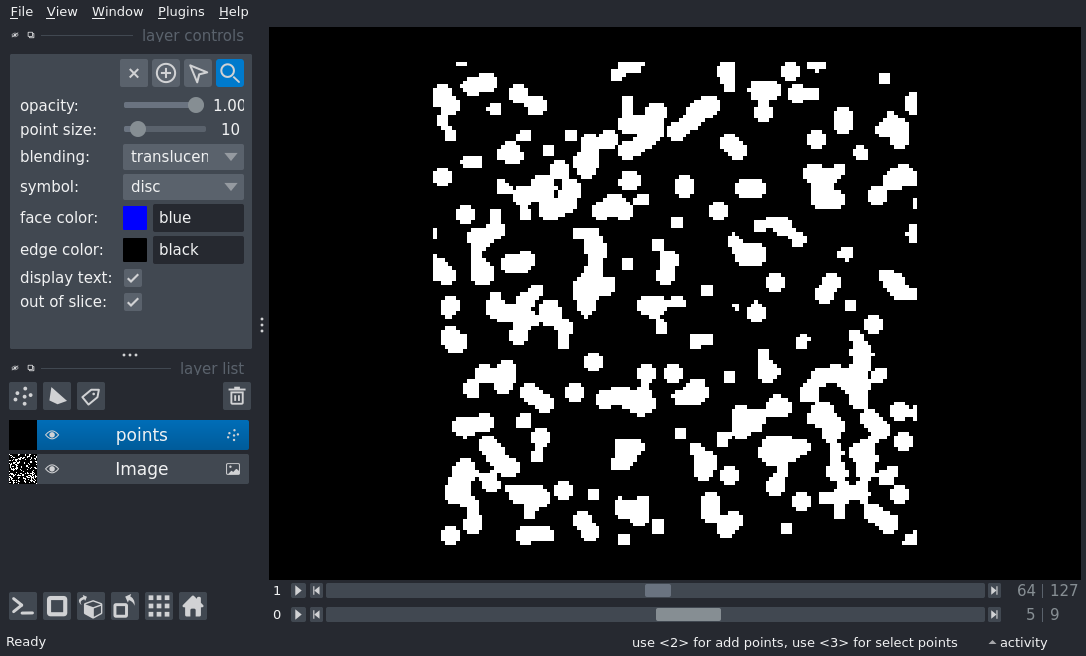 File View Window Plugins Help
layer controls
opacity: 1.00
point size: 10
blending: translucen
symbol: disc
face color: blue
edge color: black
display text:
out of slice:
layer list
points
Image
1 64 | 127
0 5 | 9
Ready use <2> for add points, use <3> for select points activity